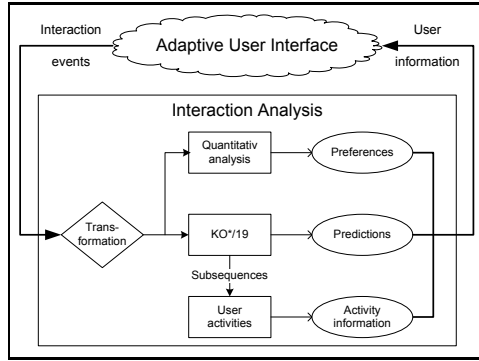 Interaction
events
Adaptive User Interface
User
information
Interaction Analysis
Quantitativ
analysis
Preferences
Trans-
formation
KO*/19
Predictions
Subsequences
User
activities
Activity
information